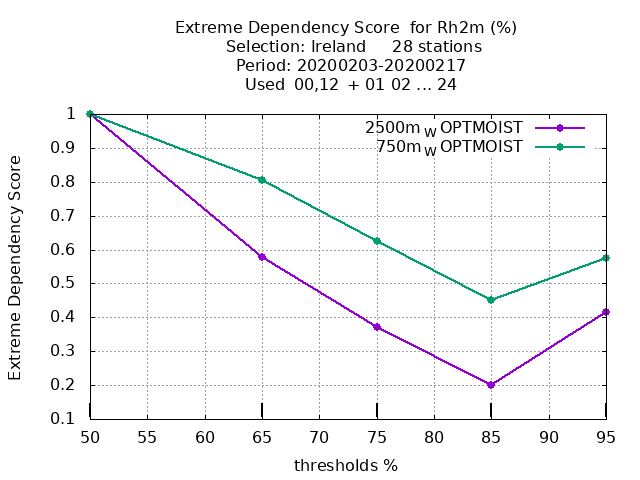 Extreme Dependency Score  for Rh2m (%)
Selection: Ireland     28 stations
Period: 20200203-20200217
Used  00,12  + 01 02 ... 24
Extreme Dependency Score
2500m_W OPTMOIST
750m_W OPTMOIST
1
0.9
0.8
0.7
0.6
0.5
0.4
0.3
0.2
0.1
50 55 60 65 70 75 80 85 90 95
thresholds %